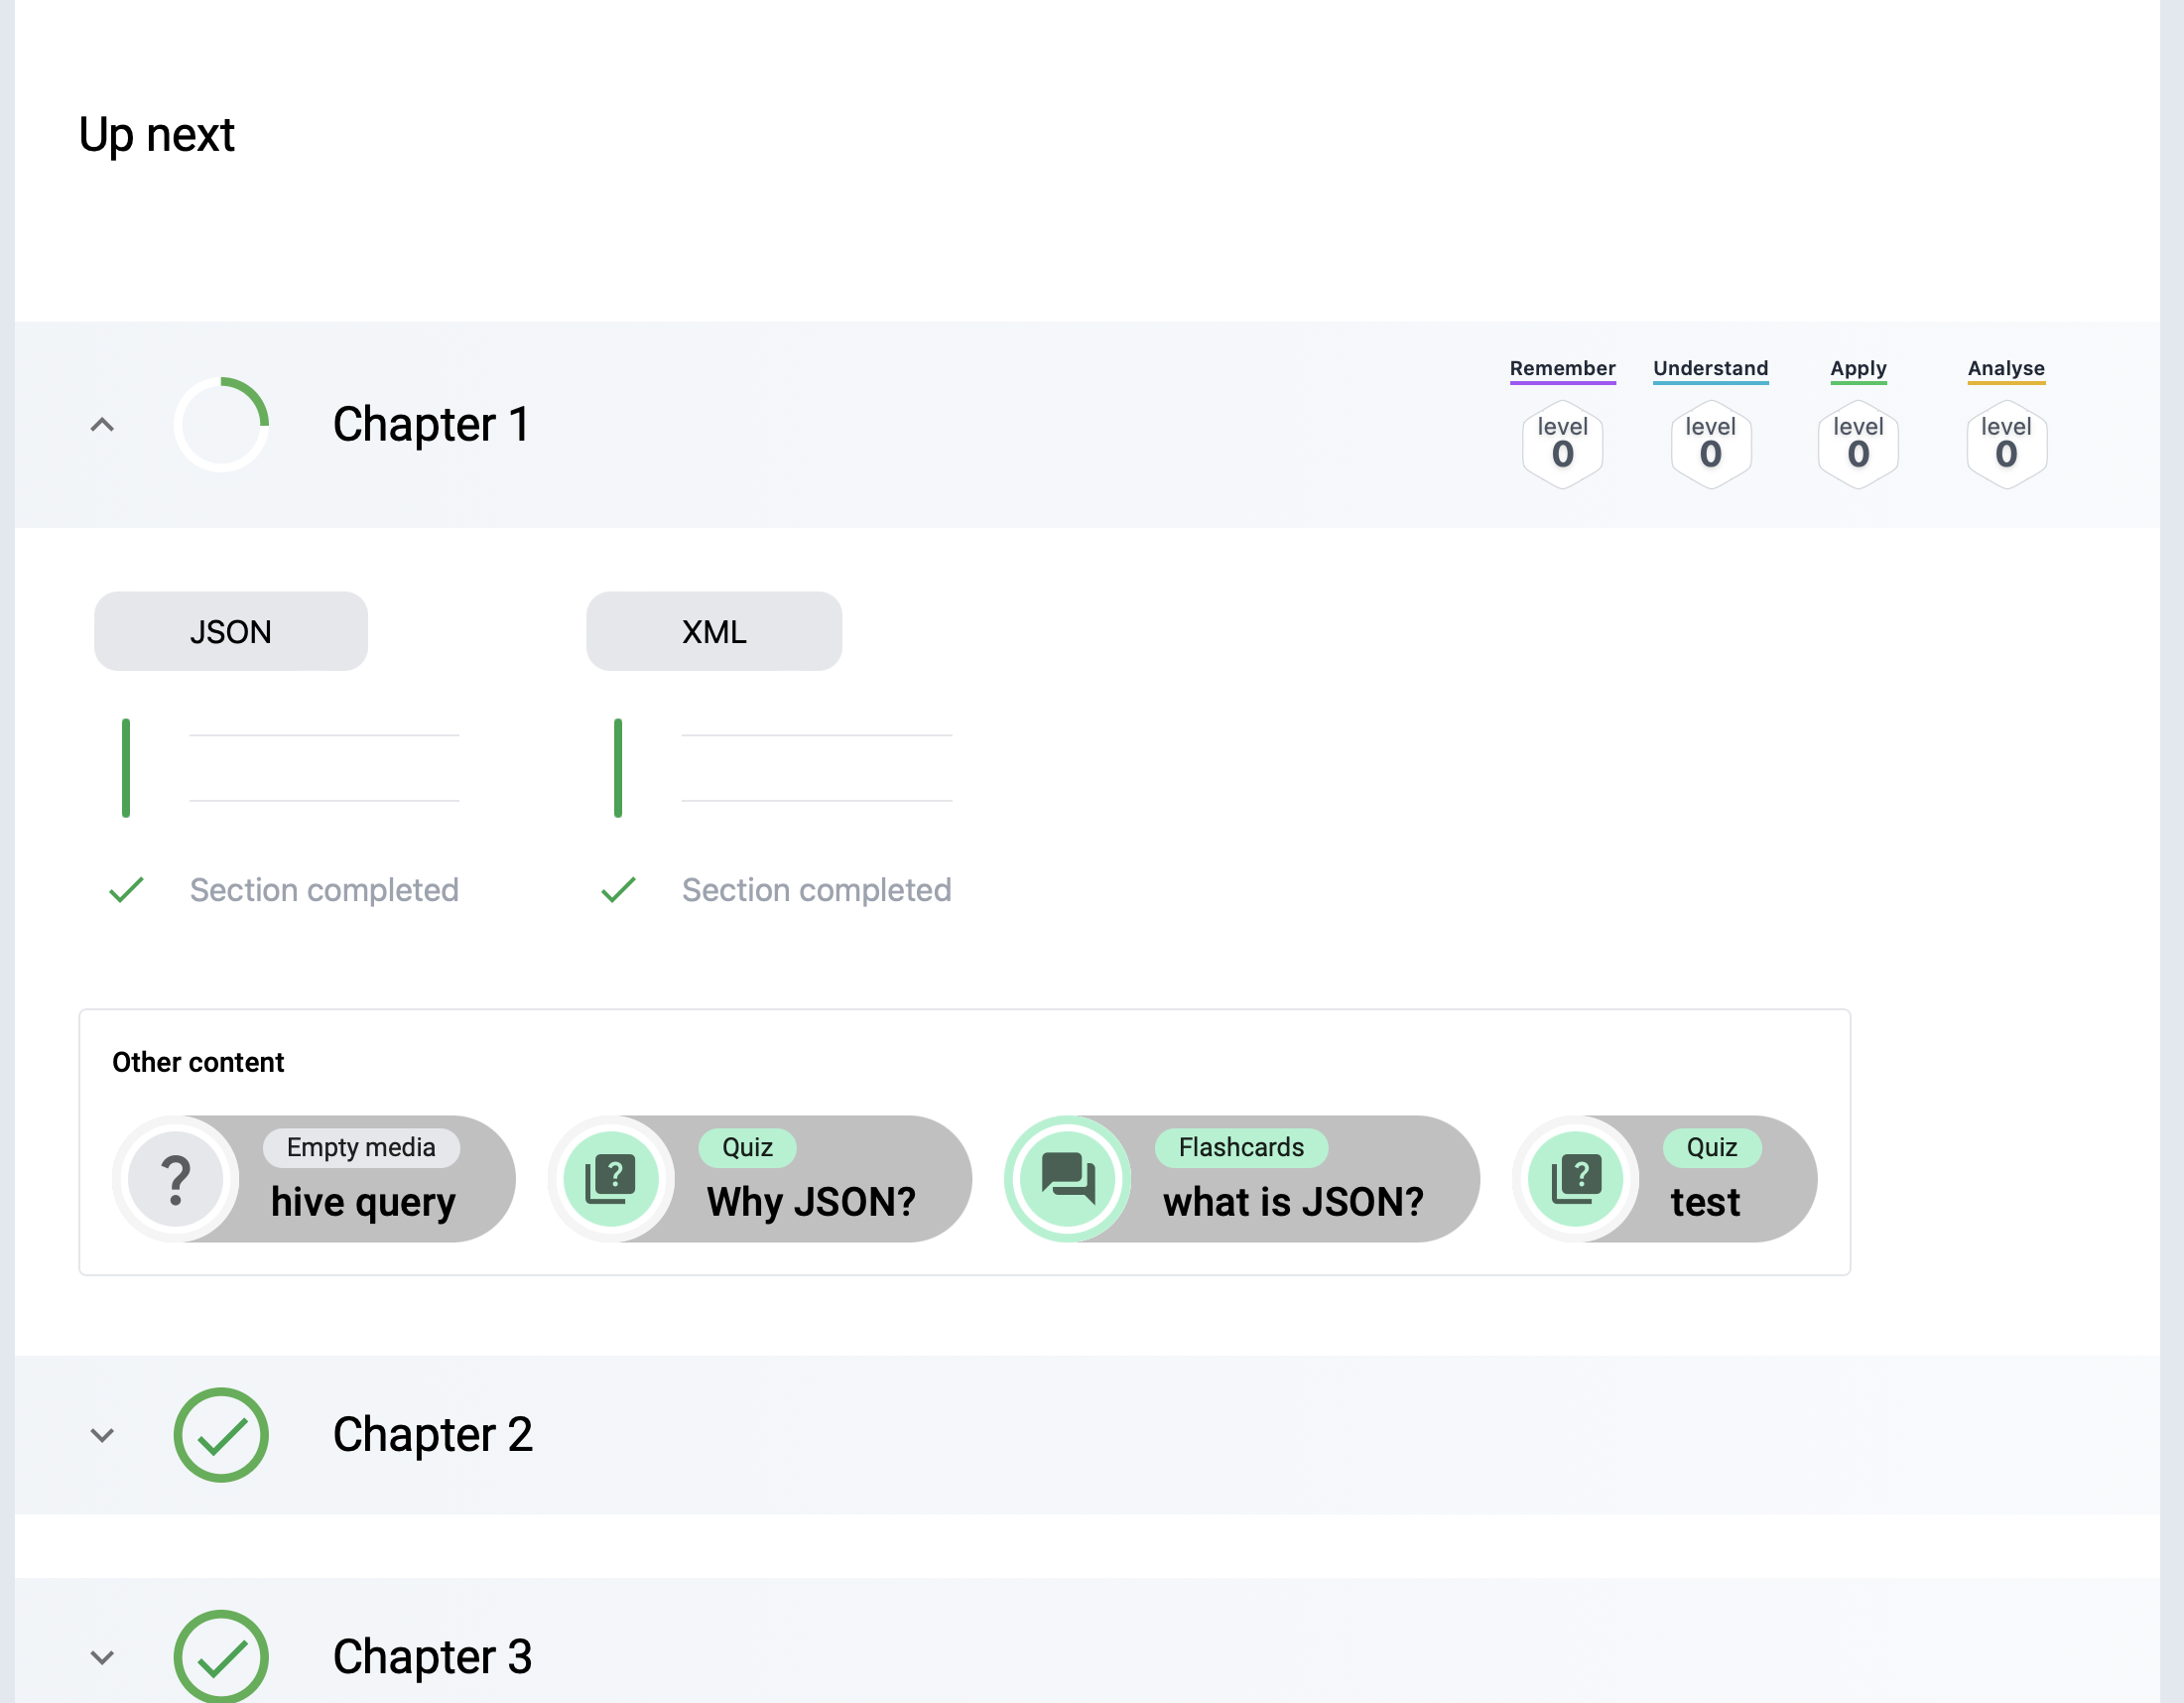 Up next
Chapter 1
Remember
Understand
Apply
Analyse
level
0
level
0
level
0
level
0
JSON
XML
Section completed
Section completed
Other content
?
Empty media
hive query
?
Quiz
Why JSON?
Flashcards
what is JSON?
?
Quiz
test
Chapter 2
Chapter 3